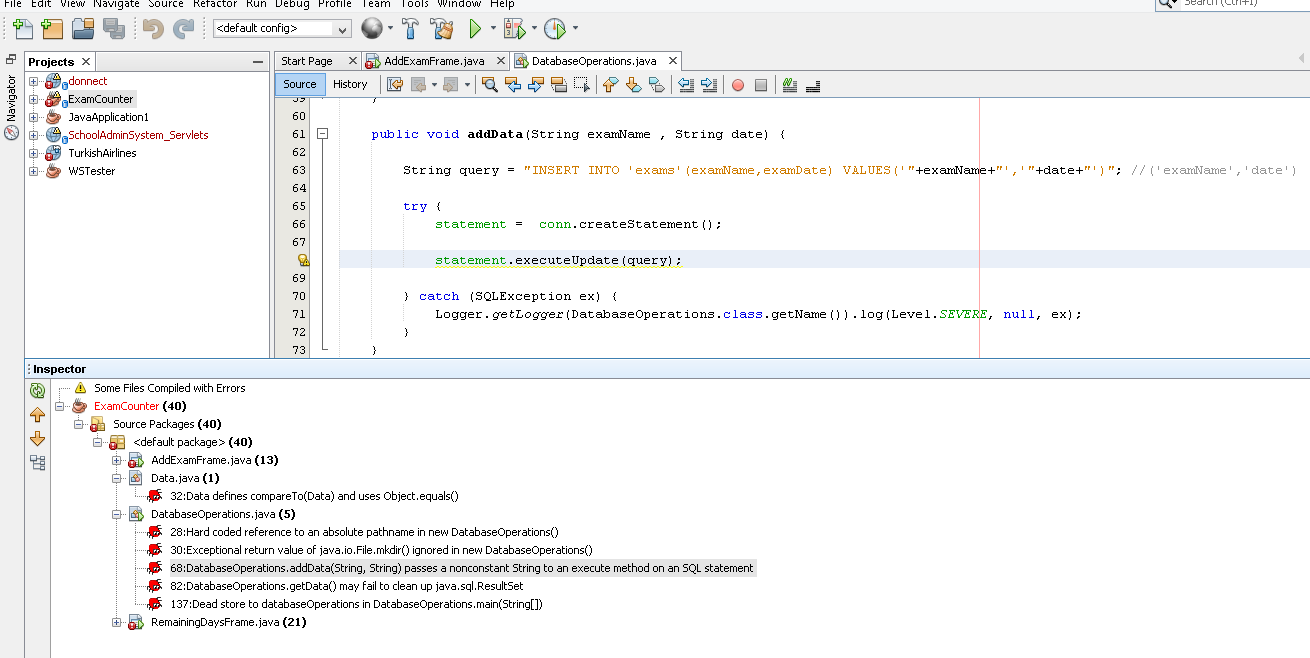 File Edit View Navigate Source Refactor Run Debug Profile Team Tools Window Help
Search (Ctrl+I)
<default config>
Projects
Start Page
AddExamFrame.java
DatabaseOperations.java
Navigator
donnect
ExamCounter
JavaApplication1
SchoolAdminSystem_Servlets
TurkishAirlines
WSTester
Source History
59 }
60
61 public void addData(String examName , String date) {
62
63 String query = "INSERT INTO 'exams'(examName,examDate) VALUES('"+examName+"','"+date+"')"; //('examName','date')
64
65 try {
66 statement = conn.createStatement();
67
statement.executeUpdate(query);
69
70 } catch (SQLException ex) {
71 Logger.getLogger(DatabaseOperations.class.getName()).log(Level.SEVERE, null, ex);
72 }
73 }
Inspector
Some Files Compiled with Errors
ExamCounter (40)
Source Packages (40)
<default package> (40)
AddExamFrame.java (13)
Data.java (1)
32:Data defines compareTo(Data) and uses Object.equals()
DatabaseOperations.java (5)
28:Hard coded reference to an absolute pathname in new DatabaseOperations()
30:Exceptional return value of java.io.File.mkdir() ignored in new DatabaseOperations()
68:DatabaseOperations.addData(String, String) passes a nonconstant String to an execute method on an SQL statement
82:DatabaseOperations.getData() may fail to clean up java.sql.ResultSet
137:Dead store to databaseOperations in DatabaseOperations.main(String[])
RemainingDaysFrame.java (21)